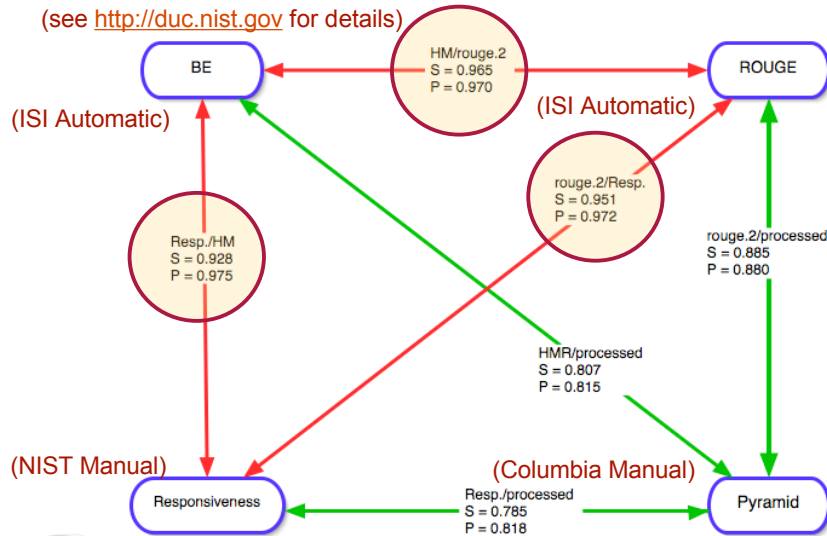 (see http://duc.nist.gov for details)
BE
HM/rouge.2
S = 0.965
P = 0.970
ROUGE
(ISI Automatic)
(ISI Automatic)
rouge.2/Resp.
S = 0.951
P = 0.972
Resp./HM
S = 0.928
P = 0.975
rouge.2/processed
S = 0.885
P = 0.880
HMR/processed
S = 0.807
P = 0.815
(NIST Manual)
(Columbia Manual)
Responsiveness
Resp./processed
S = 0.785
P = 0.818
Pyramid